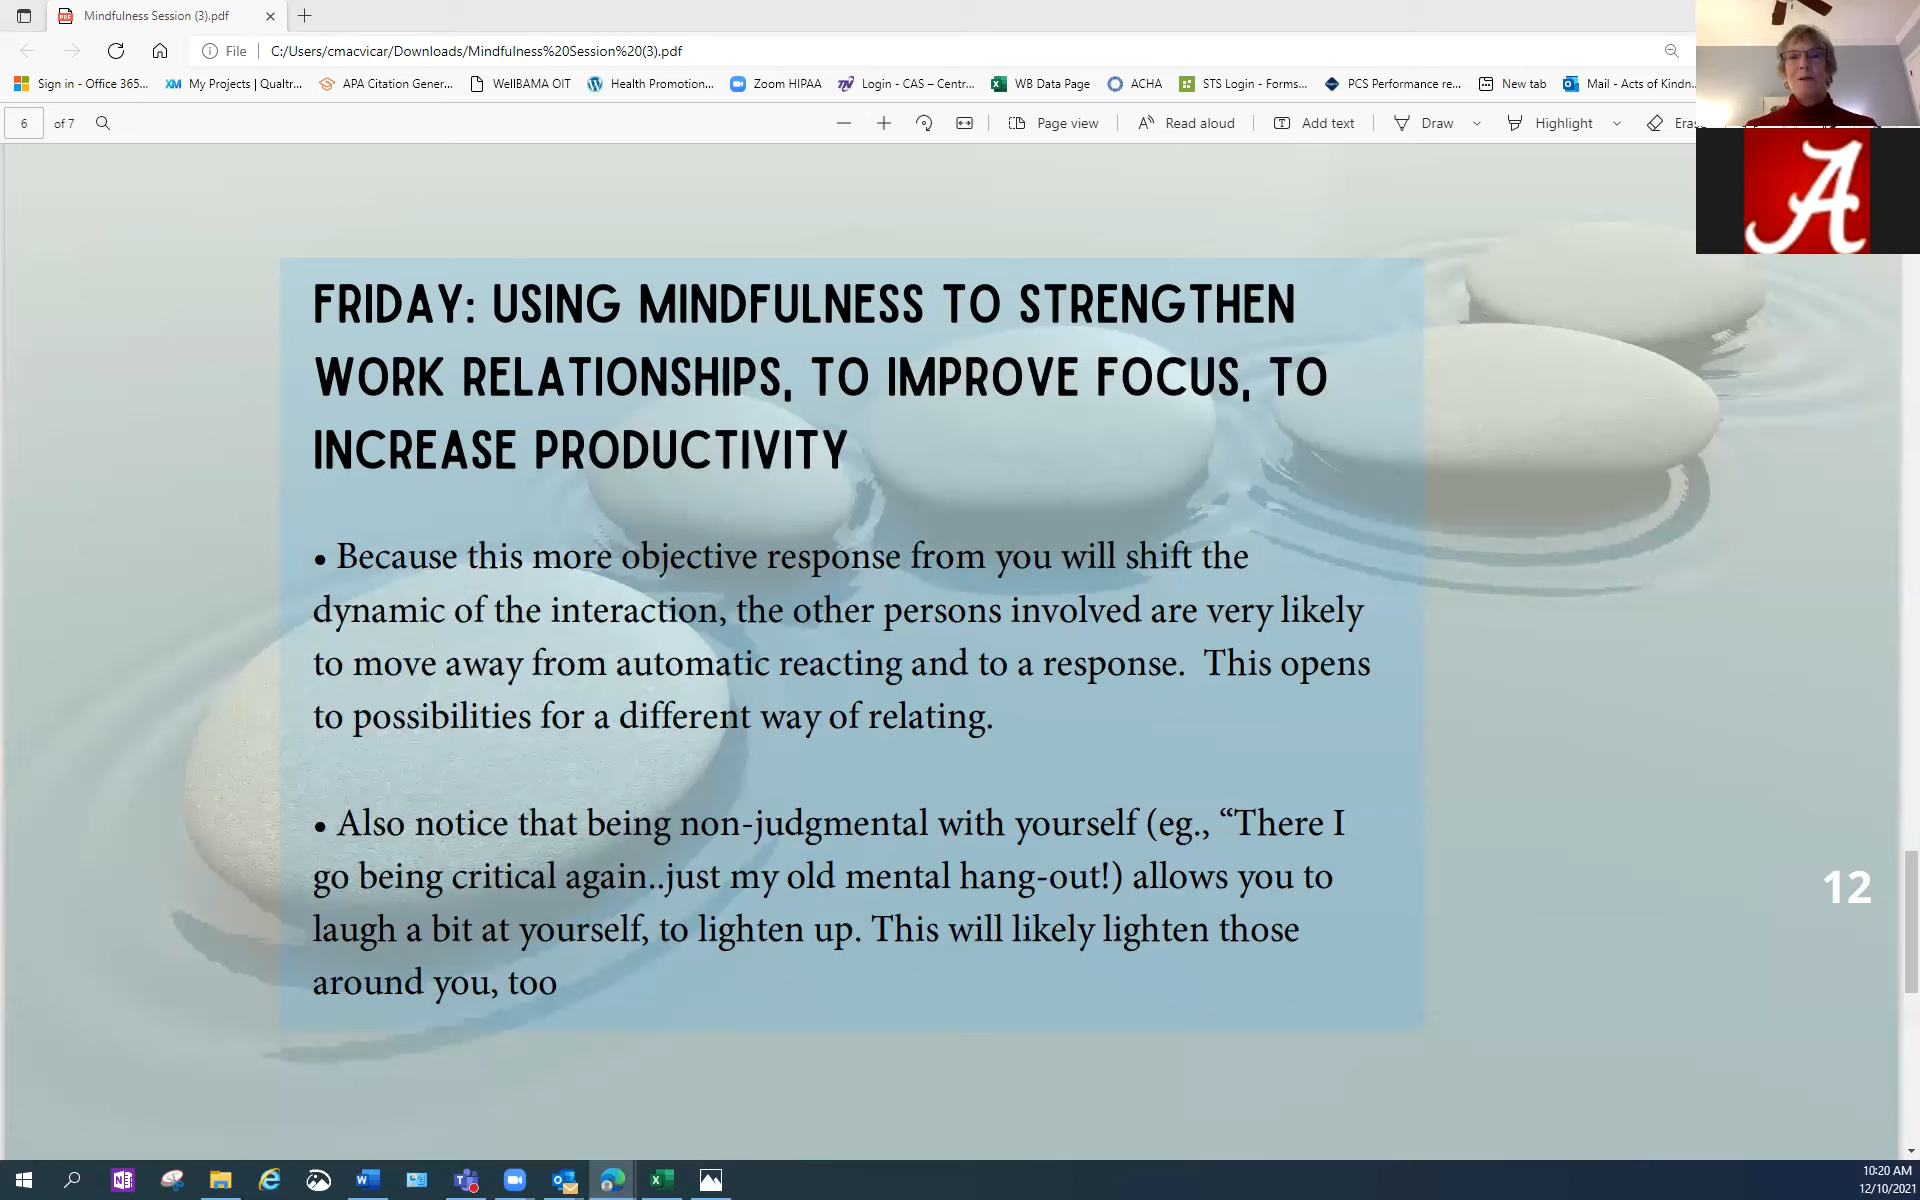 Mindfulness Session (3).pdf
File
C:/Users/cmacvicar/Downloads/Mindfulness%20Session%20(3).pdf
Sign in - Office 365...
XM My Projects | Qualtr...
APA Citation Gener...
WellBAMA OIT
Health Promotion...
Zoom HIPAA
Login - CAS – Centr...
WB Data Page
ACHA
STS Login - Forms...
PCS Performance re...
New tab
Mail - Acts of Kindn...
6 of 7
Page view
Read aloud
Add text
Draw
Highlight
Eras
A
FRIDAY: USING MINDFULNESS TO STRENGTHEN
WORK RELATIONSHIPS, TO IMPROVE FOCUS, TO
INCREASE PRODUCTIVITY
• Because this more objective response from you will shift the
dynamic of the interaction, the other persons involved are very likely
to move away from automatic reacting and to a response.  This opens
to possibilities for a different way of relating.
• Also notice that being non-judgmental with yourself (eg., “There I
go being critical again..just my old mental hang-out!) allows you to
laugh a bit at yourself, to lighten up. This will likely lighten those
around you, too
12
10:20 AM
12/10/2021